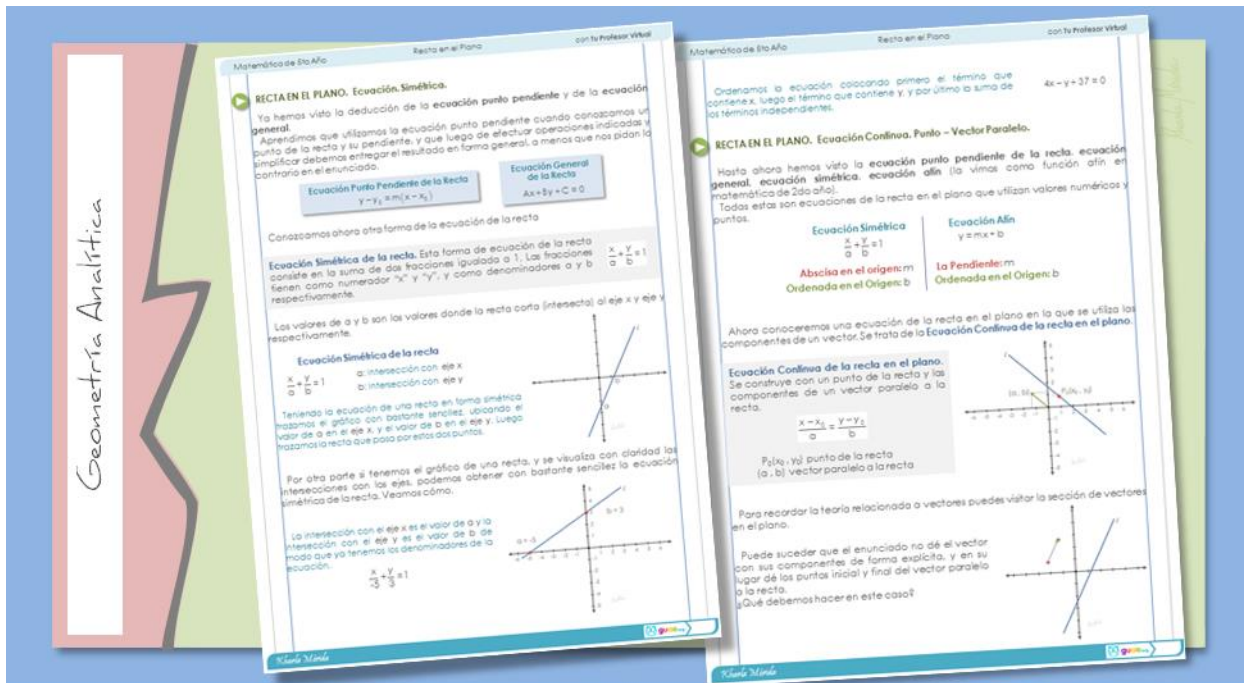 Geometría Analítica
Matemática de 5to Año
Recta en el Plano
con Tu Profesor Virtual
RECTA EN EL PLANO. Ecuación. Simétrica.
Ya hemos visto la deducción de la ecuación punto pendiente y de la ecuación
general.
Aprendimos que utilizamos la ecuación punto pendiente cuando conozcamos un
punto de la recta y su pendiente, y que luego de efectuar operaciones indicadas y
simplificar debemos entregar el resultado en forma general, a menos que nos pidan lo
contrario en el enunciado.
Ecuación Punto Pendiente de la Recta
y − y₀ = m(x − x₀)
Ecuación General
de la Recta
Ax + By + C = 0
Conozcamos ahora otra forma de la ecuación de la recta
Ecuación Simétrica de la recta. Esta forma de ecuación de la recta
consiste en la suma de dos fracciones igualada a 1. Las fracciones
tienen como numerador "x" y "y", y como denominadores a y b
respectivamente.
x/a + y/b = 1
Los valores de a y b son los valores donde la recta corta (intersecta) al eje x y eje y
respectivamente.
Ecuación Simétrica de la recta
x/a + y/b = 1
a: intersección con eje x
b: intersección con eje y
Teniendo la ecuación de una recta en forma simétrica
trazamos el gráfico con bastante sencillez, ubicando el
valor de a en el eje x, y el valor de b en el eje y. Luego
trazamos la recta que pasa por estos dos puntos.
Por otra parte si tenemos el gráfico de una recta, y se visualiza con claridad las
intersecciones con los ejes, podemos obtener con bastante sencillez la ecuación
simétrica de la recta. Veamos cómo.
La intersección con el eje x es el valor de a y la
intersección con el eje y es el valor de b de
modo que ya tenemos los denominadores de la
ecuación.
x/-5 + y/3 = 1
a = -5
b = 3
guao.org
Matemática de 5to Año
Recta en el Plano
con Tu Profesor Virtual
Ordenamos la ecuación colocando primero el término que
contiene x, luego el término que contiene y, y por último la suma de
los términos independientes.
4x − y + 37 = 0
RECTA EN EL PLANO. Ecuación Continua. Punto – Vector Paralelo.
Hasta ahora hemos visto la ecuación punto pendiente de la recta, ecuación
general, ecuación simétrica, ecuación afín (la vimos como función afín en
matemática de 2do año).
Todas estas son ecuaciones de la recta en el plano que utilizan valores numéricos y
puntos.
Ecuación Simétrica
x/a + y/b = 1
Abscisa en el origen: m
Ordenada en el Origen: b
Ecuación Afín
y = mx + b
La Pendiente: m
Ordenada en el Origen: b
Ahora conoceremos una ecuación de la recta en el plano en la que se utiliza las
componentes de un vector. Se trata de la Ecuación Continua de la recta en el plano.
Ecuación Continua de la recta en el plano.
Se construye con un punto de la recta y las
componentes de un vector paralelo a la
recta.
x − x₀/a = y − y₀/b
P₀(x₀ , y₀) punto de la recta
(a , b) vector paralelo a la recta
(a, b)
P₀(x₀ , y₀)
Para recordar la teoría relacionada a vectores puedes visitar la sección de vectores
en el plano.
Puede suceder que el enunciado no dé el vector
con sus componentes de forma explícita, y en su
lugar dé los puntos inicial y final del vector paralelo
a la recta.
¿Qué debemos hacer en este caso?
guao.org